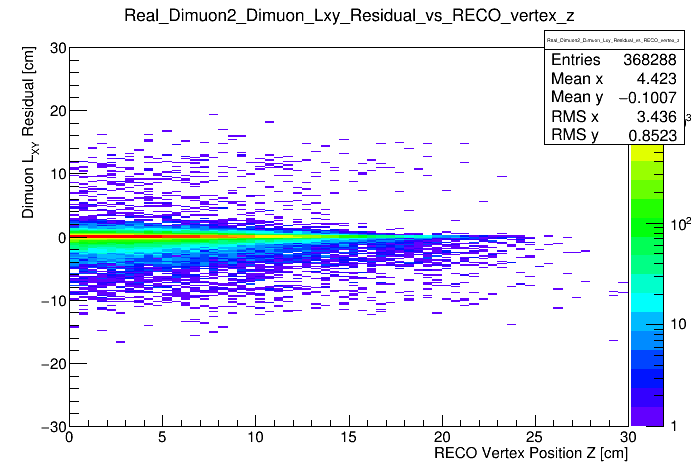 Real_Dimuon2_Dimuon_Lxy_Residual_vs_RECO_vertex_z
Real_Dimuon2_Dimuon_Lxy_Residual_vs_RECO_vertex_z
Entries 368288
Mean x 4.423
Mean y −0.1007
RMS x 3.436
RMS y 0.8523
Dimuon LXY Residual [cm]
30
20
10
0
−10
−20
−30
0 5 10 15 20 25 30
RECO Vertex Position Z [cm]
3
10²
10
1